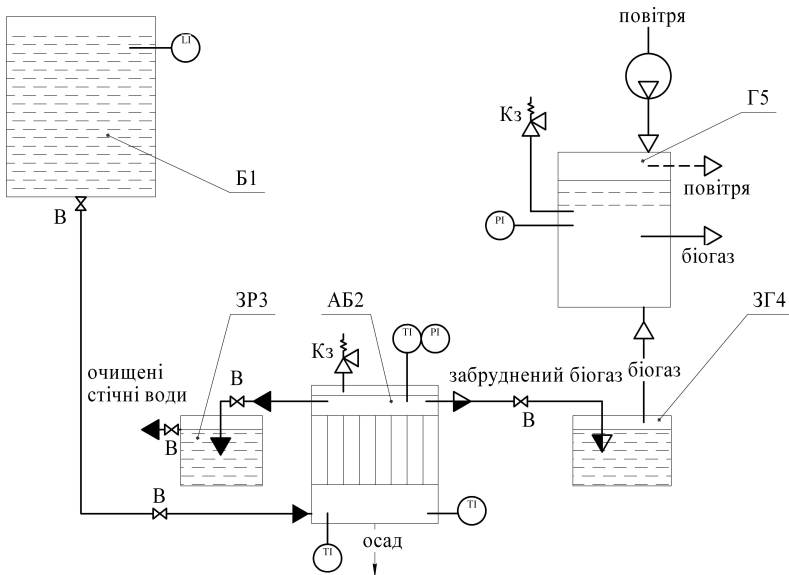 повітря
LI
Г5
Кз
Б1
повітря
В
PI
біогаз
ЗР3
АБ2
ЗГ4
TI
PI
Кз
очищені
стічні води
В
забруднений біогаз
біогаз
В
В
В
TI
осад
TI